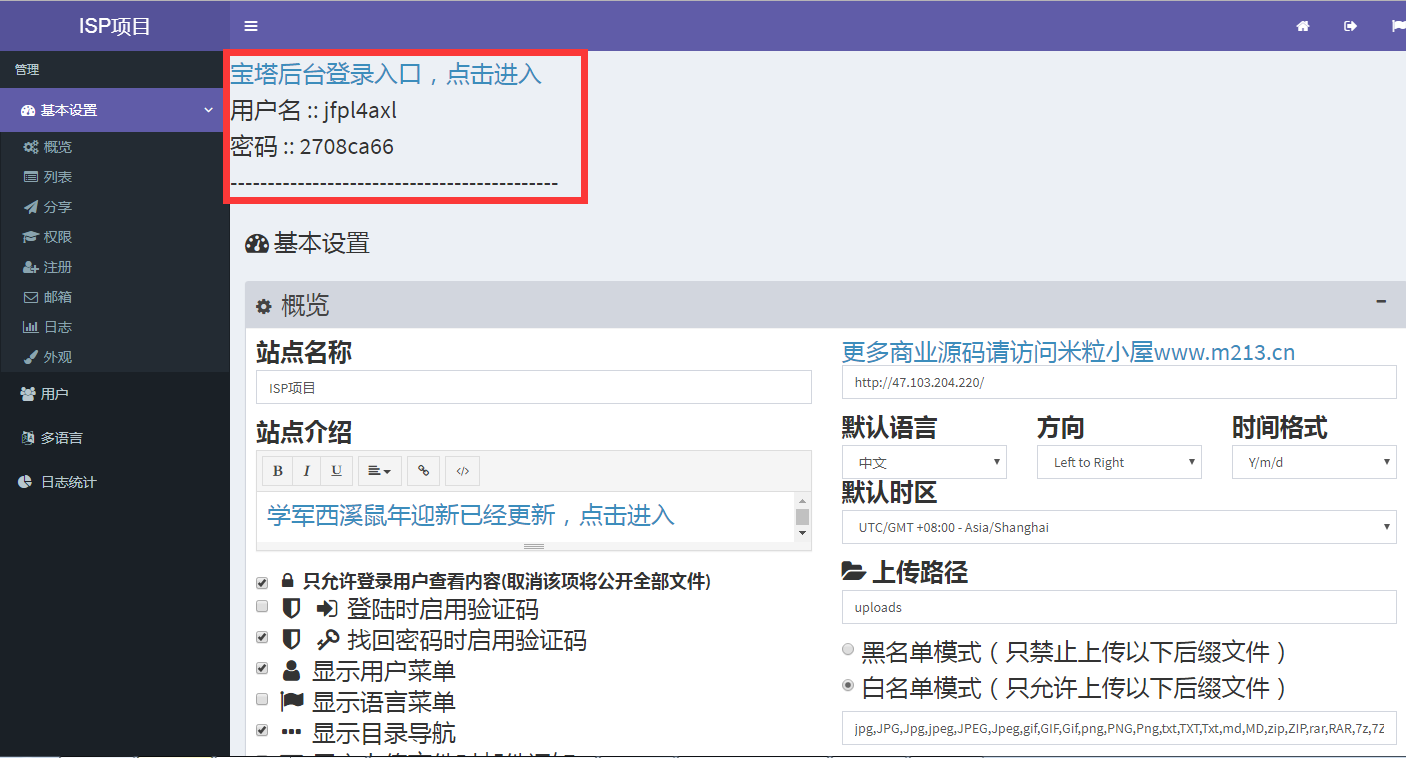 ISP项目
管理
基本设置
概览
列表
分享
权限
注册
邮箱
日志
外观
用户
多语言
日志统计
宝塔后台登录入口，点击进入
用户名 :: jfpl4axl
密码 :: 2708ca66
--------------------------------------------
基本设置
概览
站点名称
ISP项目
站点介绍
B I U
学军西溪鼠年迎新已经更新，点击进入
只允许登录用户查看内容(取消该项将公开全部文件)
登陆时启用验证码
找回密码时启用验证码
显示用户菜单
显示语言菜单
显示目录导航
更多商业源码请访问米粒小屋www.m213.cn
http://47.103.204.220/
默认语言 方向 时间格式
中文 Left to Right Y/m/d
默认时区
UTC/GMT +08:00 - Asia/Shanghai
上传路径
uploads
黑名单模式（只禁止上传以下后缀文件）
白名单模式（只允许上传以下后缀文件）
jpg,JPG,Jpg,jpeg,JPEG,Jpeg,gif,GIF,Gif,png,PNG,Png,txt,TXT,Txt,md,MD,zip,ZIP,rar,RAR,7z,7Z